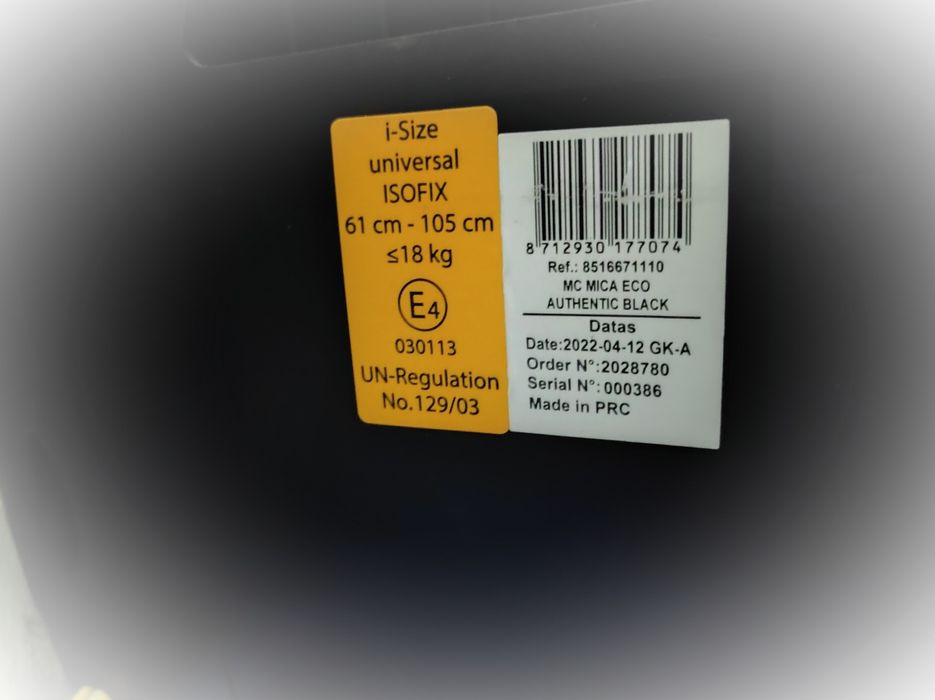 i-Size
universal
ISOFIX
61 cm - 105 cm
≤18 kg
E4
030113
UN-Regulation
No.129/03
8 712930 177074
Ref.: 8516671110
MC MICA ECO
AUTHENTIC BLACK
Datas
Date:2022-04-12 GK-A
Order N°:2028780
Serial N°:000386
Made in PRC